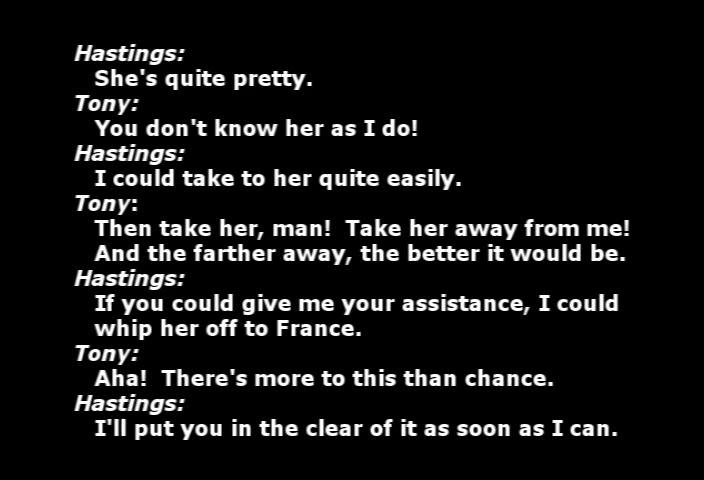 Hastings:
She's quite pretty.
Tony:
You don't know her as I do!
Hastings:
I could take to her quite easily.
Tony:
Then take her, man!  Take her away from me!
And the farther away, the better it would be.
Hastings:
If you could give me your assistance, I could
whip her off to France.
Tony:
Aha!  There's more to this than chance.
Hastings:
I'll put you in the clear of it as soon as I can.